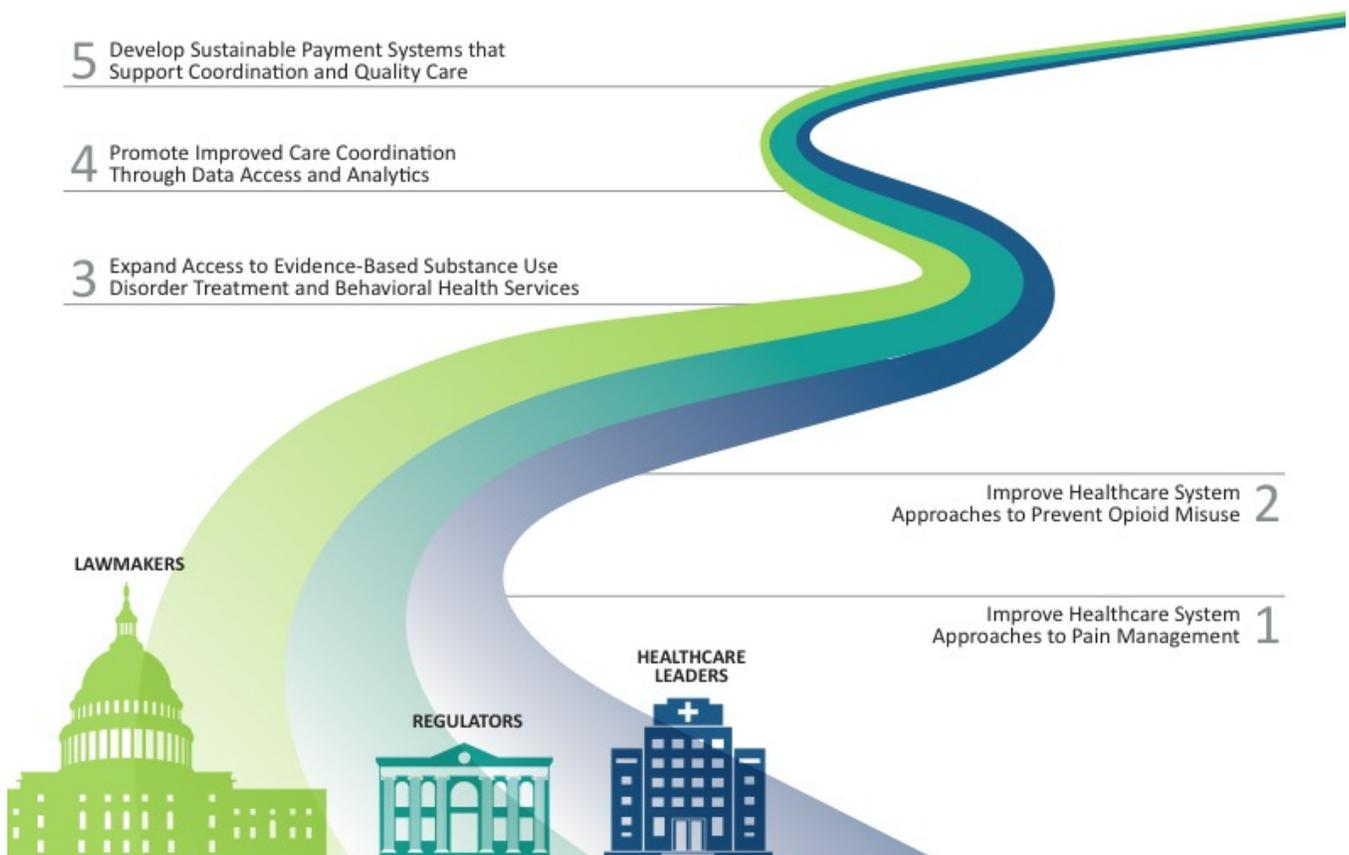 5 Develop Sustainable Payment Systems that
Support Coordination and Quality Care
4 Promote Improved Care Coordination
Through Data Access and Analytics
3 Expand Access to Evidence-Based Substance Use
Disorder Treatment and Behavioral Health Services
Improve Healthcare System
Approaches to Prevent Opioid Misuse 2
LAWMAKERS
Improve Healthcare System
Approaches to Pain Management 1
HEALTHCARE
LEADERS
REGULATORS